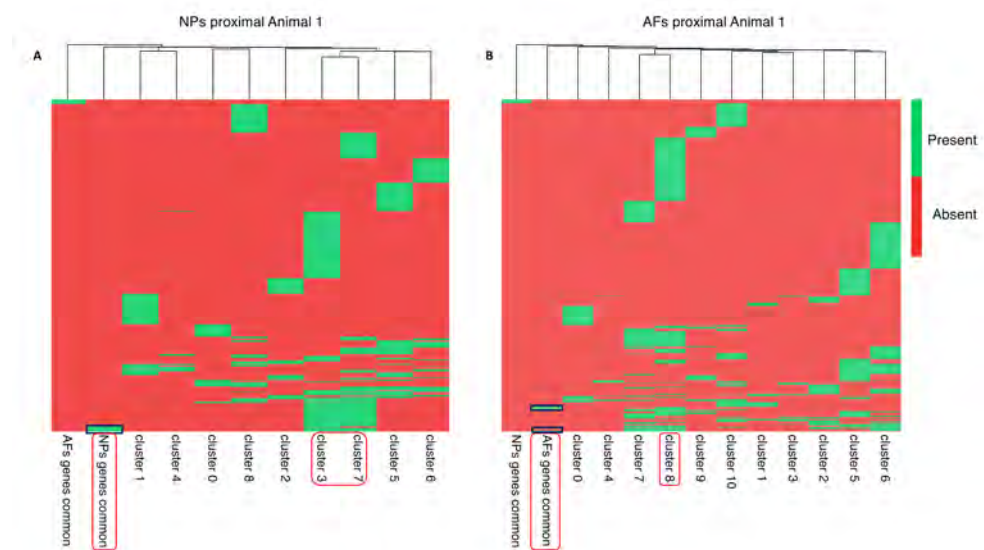 NPs proximal Animal 1
AFs proximal Animal 1
A
B
Present
Absent
AFs genes common
NPs genes common
cluster 1
cluster 4
cluster 0
cluster 8
cluster 2
cluster 3
cluster 7
cluster 5
cluster 6
NPs genes common
AFs genes common
cluster 0
cluster 4
cluster 7
cluster 8
cluster 9
cluster 10
cluster 1
cluster 3
cluster 2
cluster 5
cluster 6